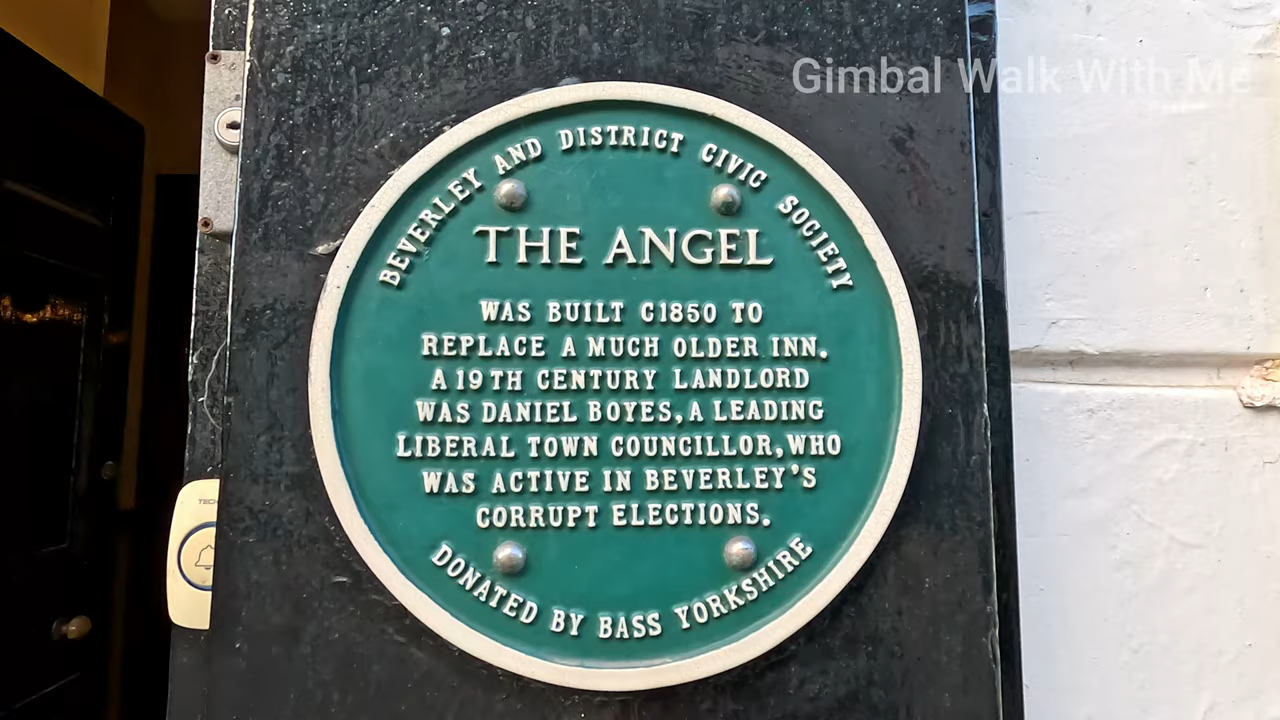 Gimbal Walk With Me
BEVERLEY AND DISTRICT CIVIC SOCIETY
THE ANGEL
WAS BUILT C1850 TO
REPLACE A MUCH OLDER INN.
A 19TH CENTURY LANDLORD
WAS DANIEL BOYES, A LEADING
LIBERAL TOWN COUNCILLOR, WHO
WAS ACTIVE IN BEVERLEY'S
CORRUPT ELECTIONS.
DONATED BY BASS YORKSHIRE